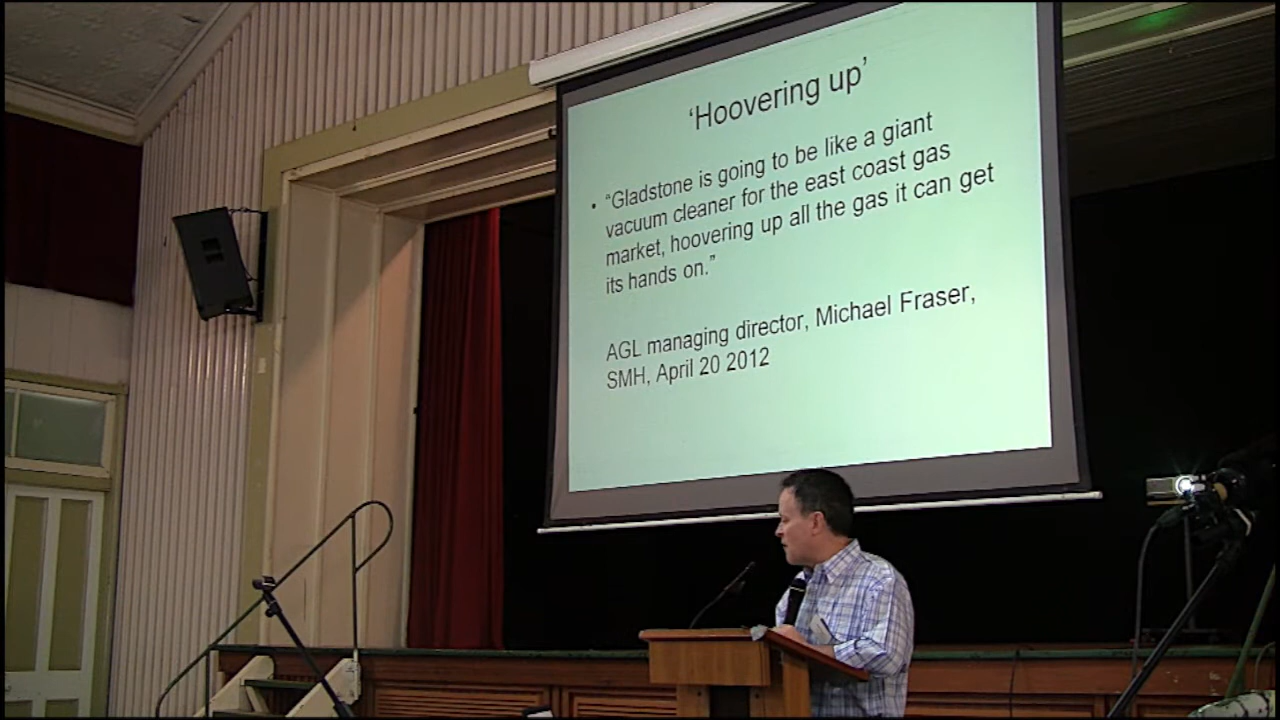 'Hoovering up'
• "Gladstone is going to be like a giant
vacuum cleaner for the east coast gas
market, hoovering up all the gas it can get
its hands on."
AGL managing director, Michael Fraser,
SMH, April 20 2012